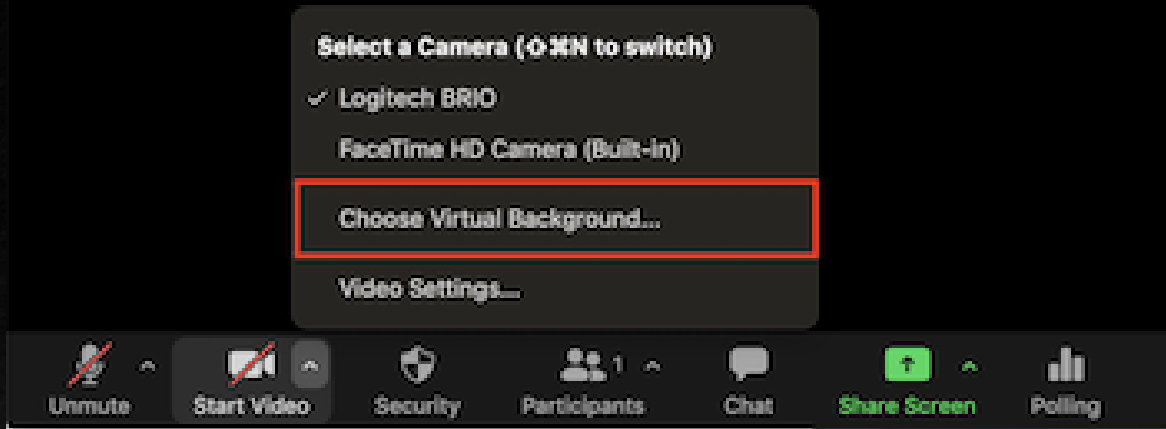 Select a Camera (⇧⌘N to switch)
✓ Logitech BRIO
FaceTime HD Camera (Built-in)
Choose Virtual Background...
Video Settings...
Unmute
Start Video
Security
Participants
1
Chat
Share Screen
Polling